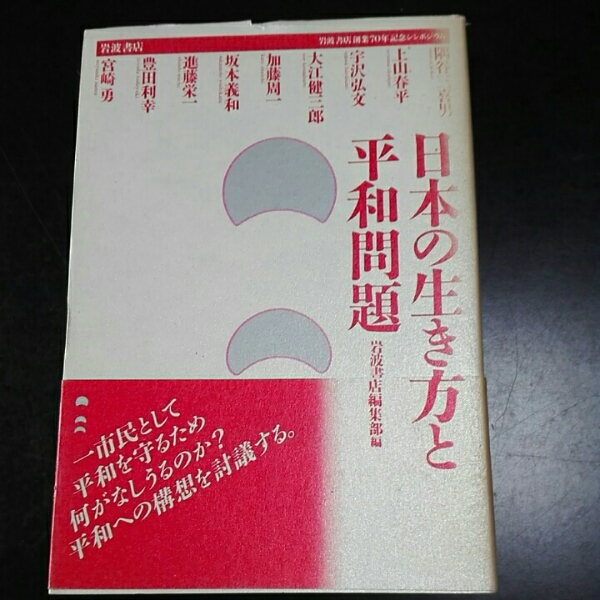 岩波書店
岩波書店創業70年記念シンポジウム
隅谷三喜男
上山春平
宇沢弘文
大江健三郎
加藤周一
坂本義和
進藤栄一
豊田利幸
宮崎勇
日本の生き方と
平和問題
岩波書店編集部編
一市民として
平和を守るため
何がなしうるのか？
平和への構想を討議する。